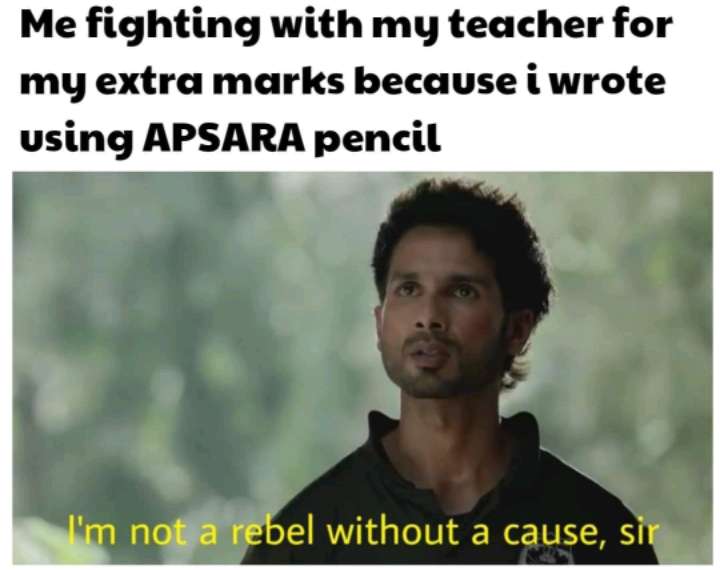 Me fighting with my teacher for
my extra marks because i wrote
using APSARA pencil
I'm not a rebel without a cause, sir